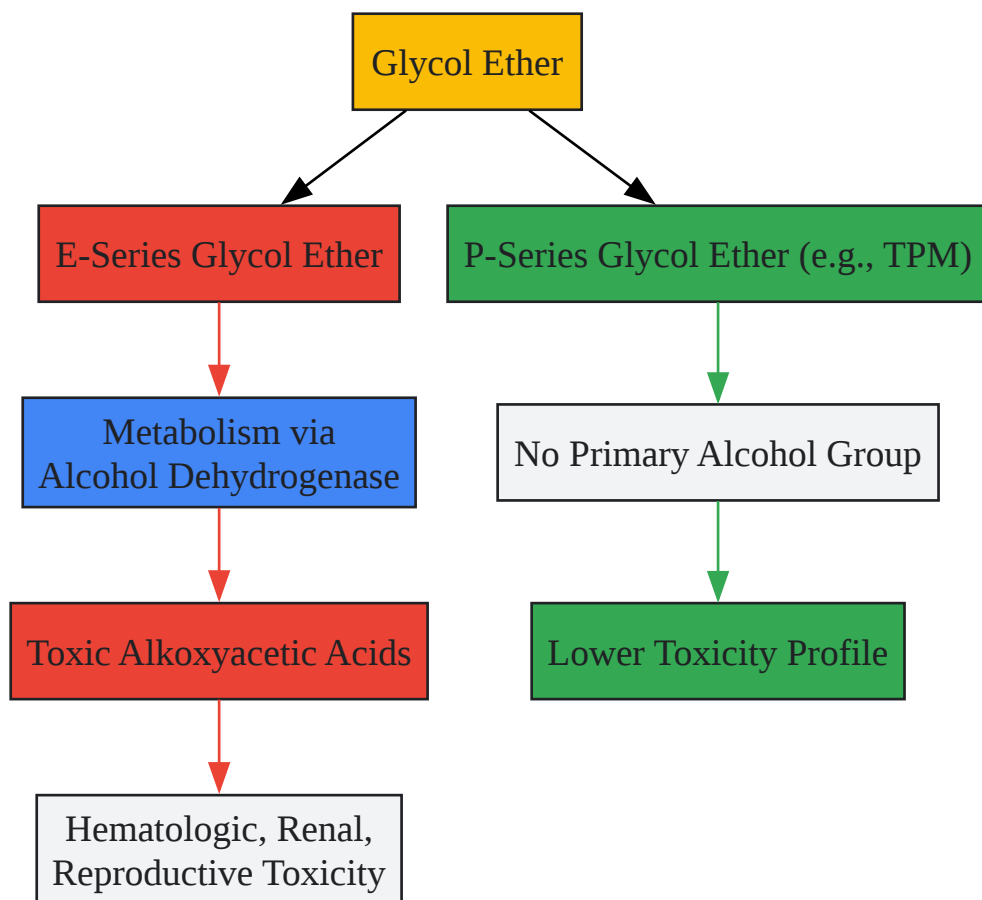 Glycol Ether
E-Series Glycol Ether
P-Series Glycol Ether (e.g., TPM)
Metabolism via
Alcohol Dehydrogenase
No Primary Alcohol Group
Toxic Alkoxyacetic Acids
Lower Toxicity Profile
Hematologic, Renal,
Reproductive Toxicity